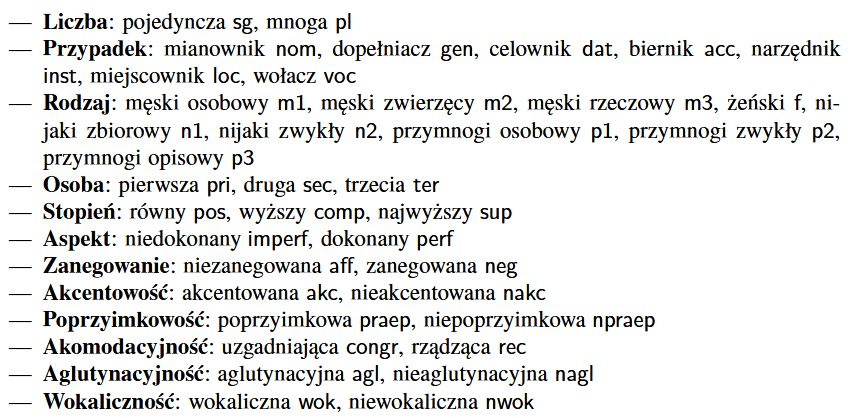 — Liczba: pojedyncza sg, mnoga pl
— Przypadek: mianownik nom, dopełniacz gen, celownik dat, biernik acc, narzędnik
inst, miejscownik loc, wołacz voc
— Rodzaj: męski osobowy m1, męski zwierzęcy m2, męski rzeczowy m3, żeński f, ni-
jaki zbiorowy n1, nijaki zwykły n2, przymnogi osobowy p1, przymnogi zwykły p2,
przymnogi opisowy p3
— Osoba: pierwsza pri, druga sec, trzecia ter
— Stopień: równy pos, wyższy comp, najwyższy sup
— Aspekt: niedokonany imperf, dokonany perf
— Zanegowanie: niezanegowana aff, zanegowana neg
— Akcentowość: akcentowana akc, nieakcentowana nakc
— Poprzyimkowość: poprzyimkowa praep, niepoprzyimkowa npraep
— Akomodacyjność: uzgadniająca congr, rządząca rec
— Aglutynacyjność: aglutynacyjna agl, nieaglutynacyjna nagl
— Wokaliczność: wokaliczna wok, niewokaliczna nwok